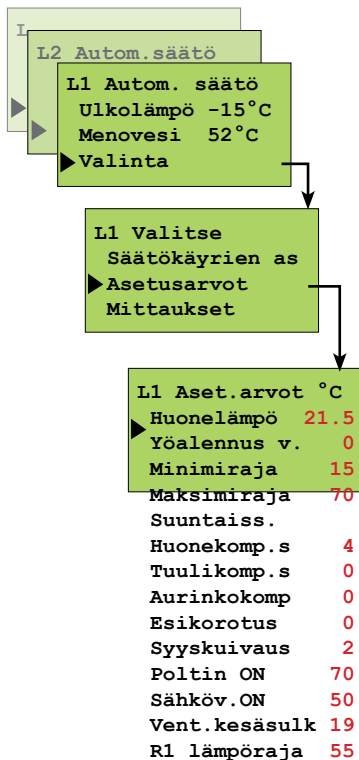 L
L2 Autom.säätö
L1 Autom. säätö
Ulkolämpö -15°C
Menovesi 52°C
Valinta
L1 Valitse
Säätökäyrien as
Asetusarvot
Mittaukset
L1 Aset.arvot °C
Huonelämpö 21.5
Yöalennus v. 0
Minimiraja 15
Maksimiraja 70
Suuntaiss.
Huonekomp.s 4
Tuulikomp.s 0
Aurinkokomp 0
Esikorotus 0
Syyskuivaus 2
Poltin ON 70
Sähköv.ON 50
Vent.kesäsulk 19
R1 lämpöraja 55